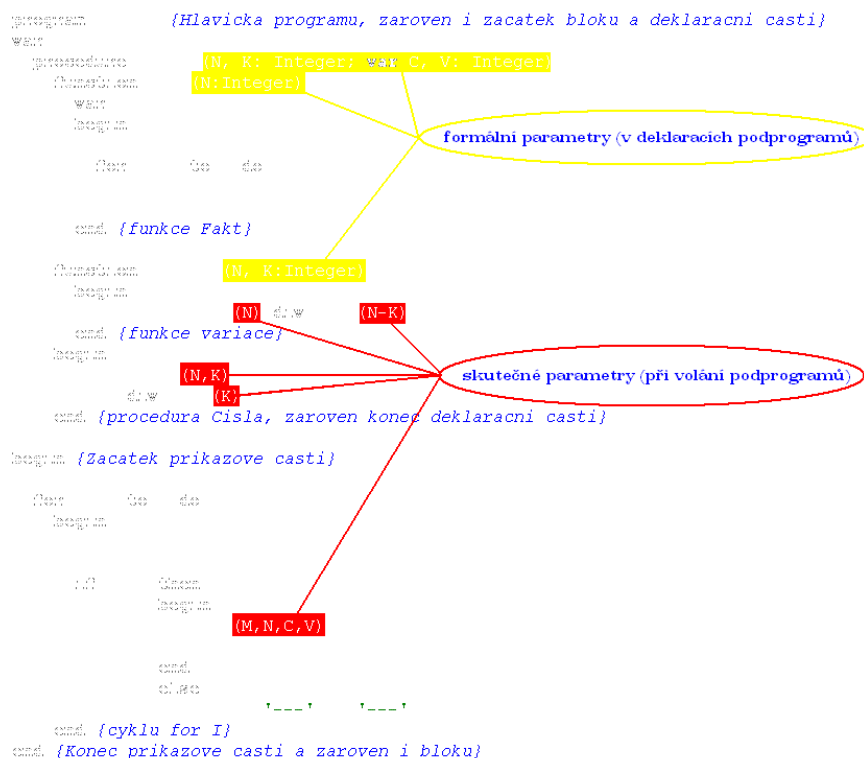 program {Hlavicka programu, zaroven i zacatek bloku a deklaracni casti}
var
procedure (N, K: Integer; var C, V: Integer)
function (N:Integer)
var
begin
formální parametry (v deklaracích podprogramů)
for to do
end {funkce Fakt}
function (N, K:Integer)
begin
(N) div (N-K)
end {funkce variace}
begin
skutečné parametry (při volání podprogramů)
(N,K)
div (K)
end {procedura Cisla, zaroven konec deklaracni casti}
begin {Zacatek prikazove casti}
for to do
begin
if then
begin
(M,N,C,V)
end
else
'---' '---'
end {cyklu for I}
end {Konec prikazove casti a zaroven i bloku}